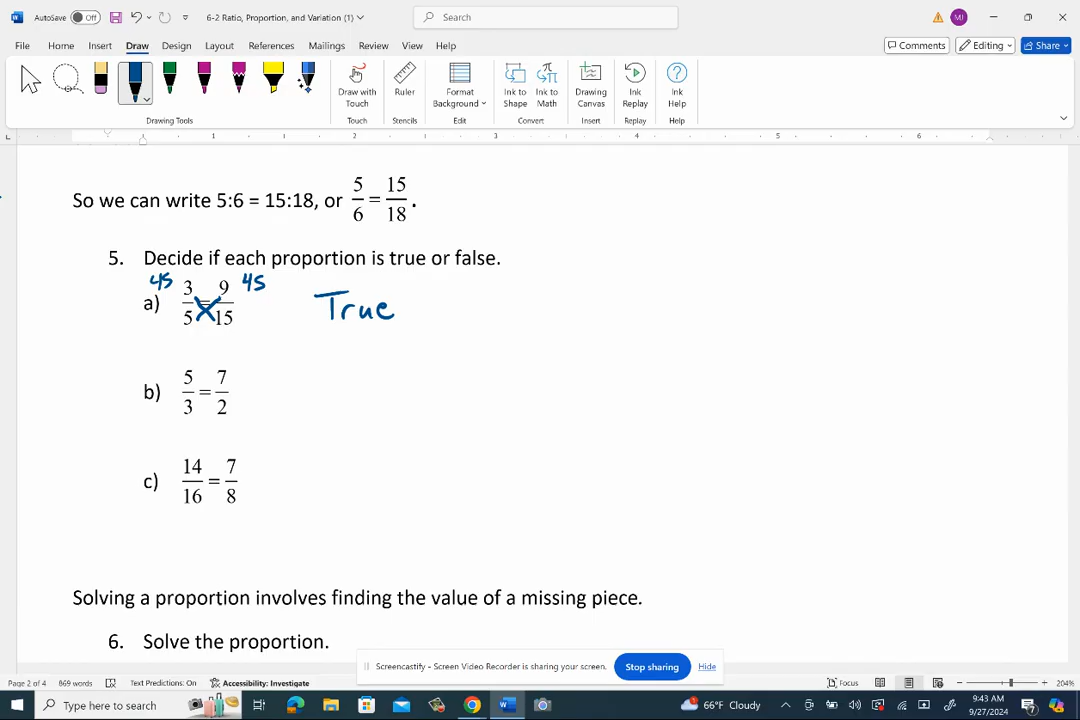 AutoSave Off 6-2 Ratio, Proportion, and Variation (1) Search MJ
File Home Insert Draw Design Layout References Mailings Review View Help Comments Editing Share
Draw with Touch Ruler Format Background Ink to Shape Ink to Math Drawing Canvas Ink Replay Ink Help
Drawing Tools Touch Stencils Edit Convert Insert Replay Help
1 2 3 4 5 6
So we can write 5:6 = 15:18, or 5/6 = 15/18.
5. Decide if each proportion is true or false.
45 45
a) 3/5 = 9/15 True
b) 5/3 = 7/2
c) 14/16 = 7/8
Solving a proportion involves finding the value of a missing piece.
6. Solve the proportion.
Screencastify - Screen Video Recorder is sharing your screen. Stop sharing Hide
Page 2 of 4 869 words Text Predictions: On Accessibility: Investigate Focus 204%
Type here to search 66°F Cloudy 9:43 AM
9/27/2024